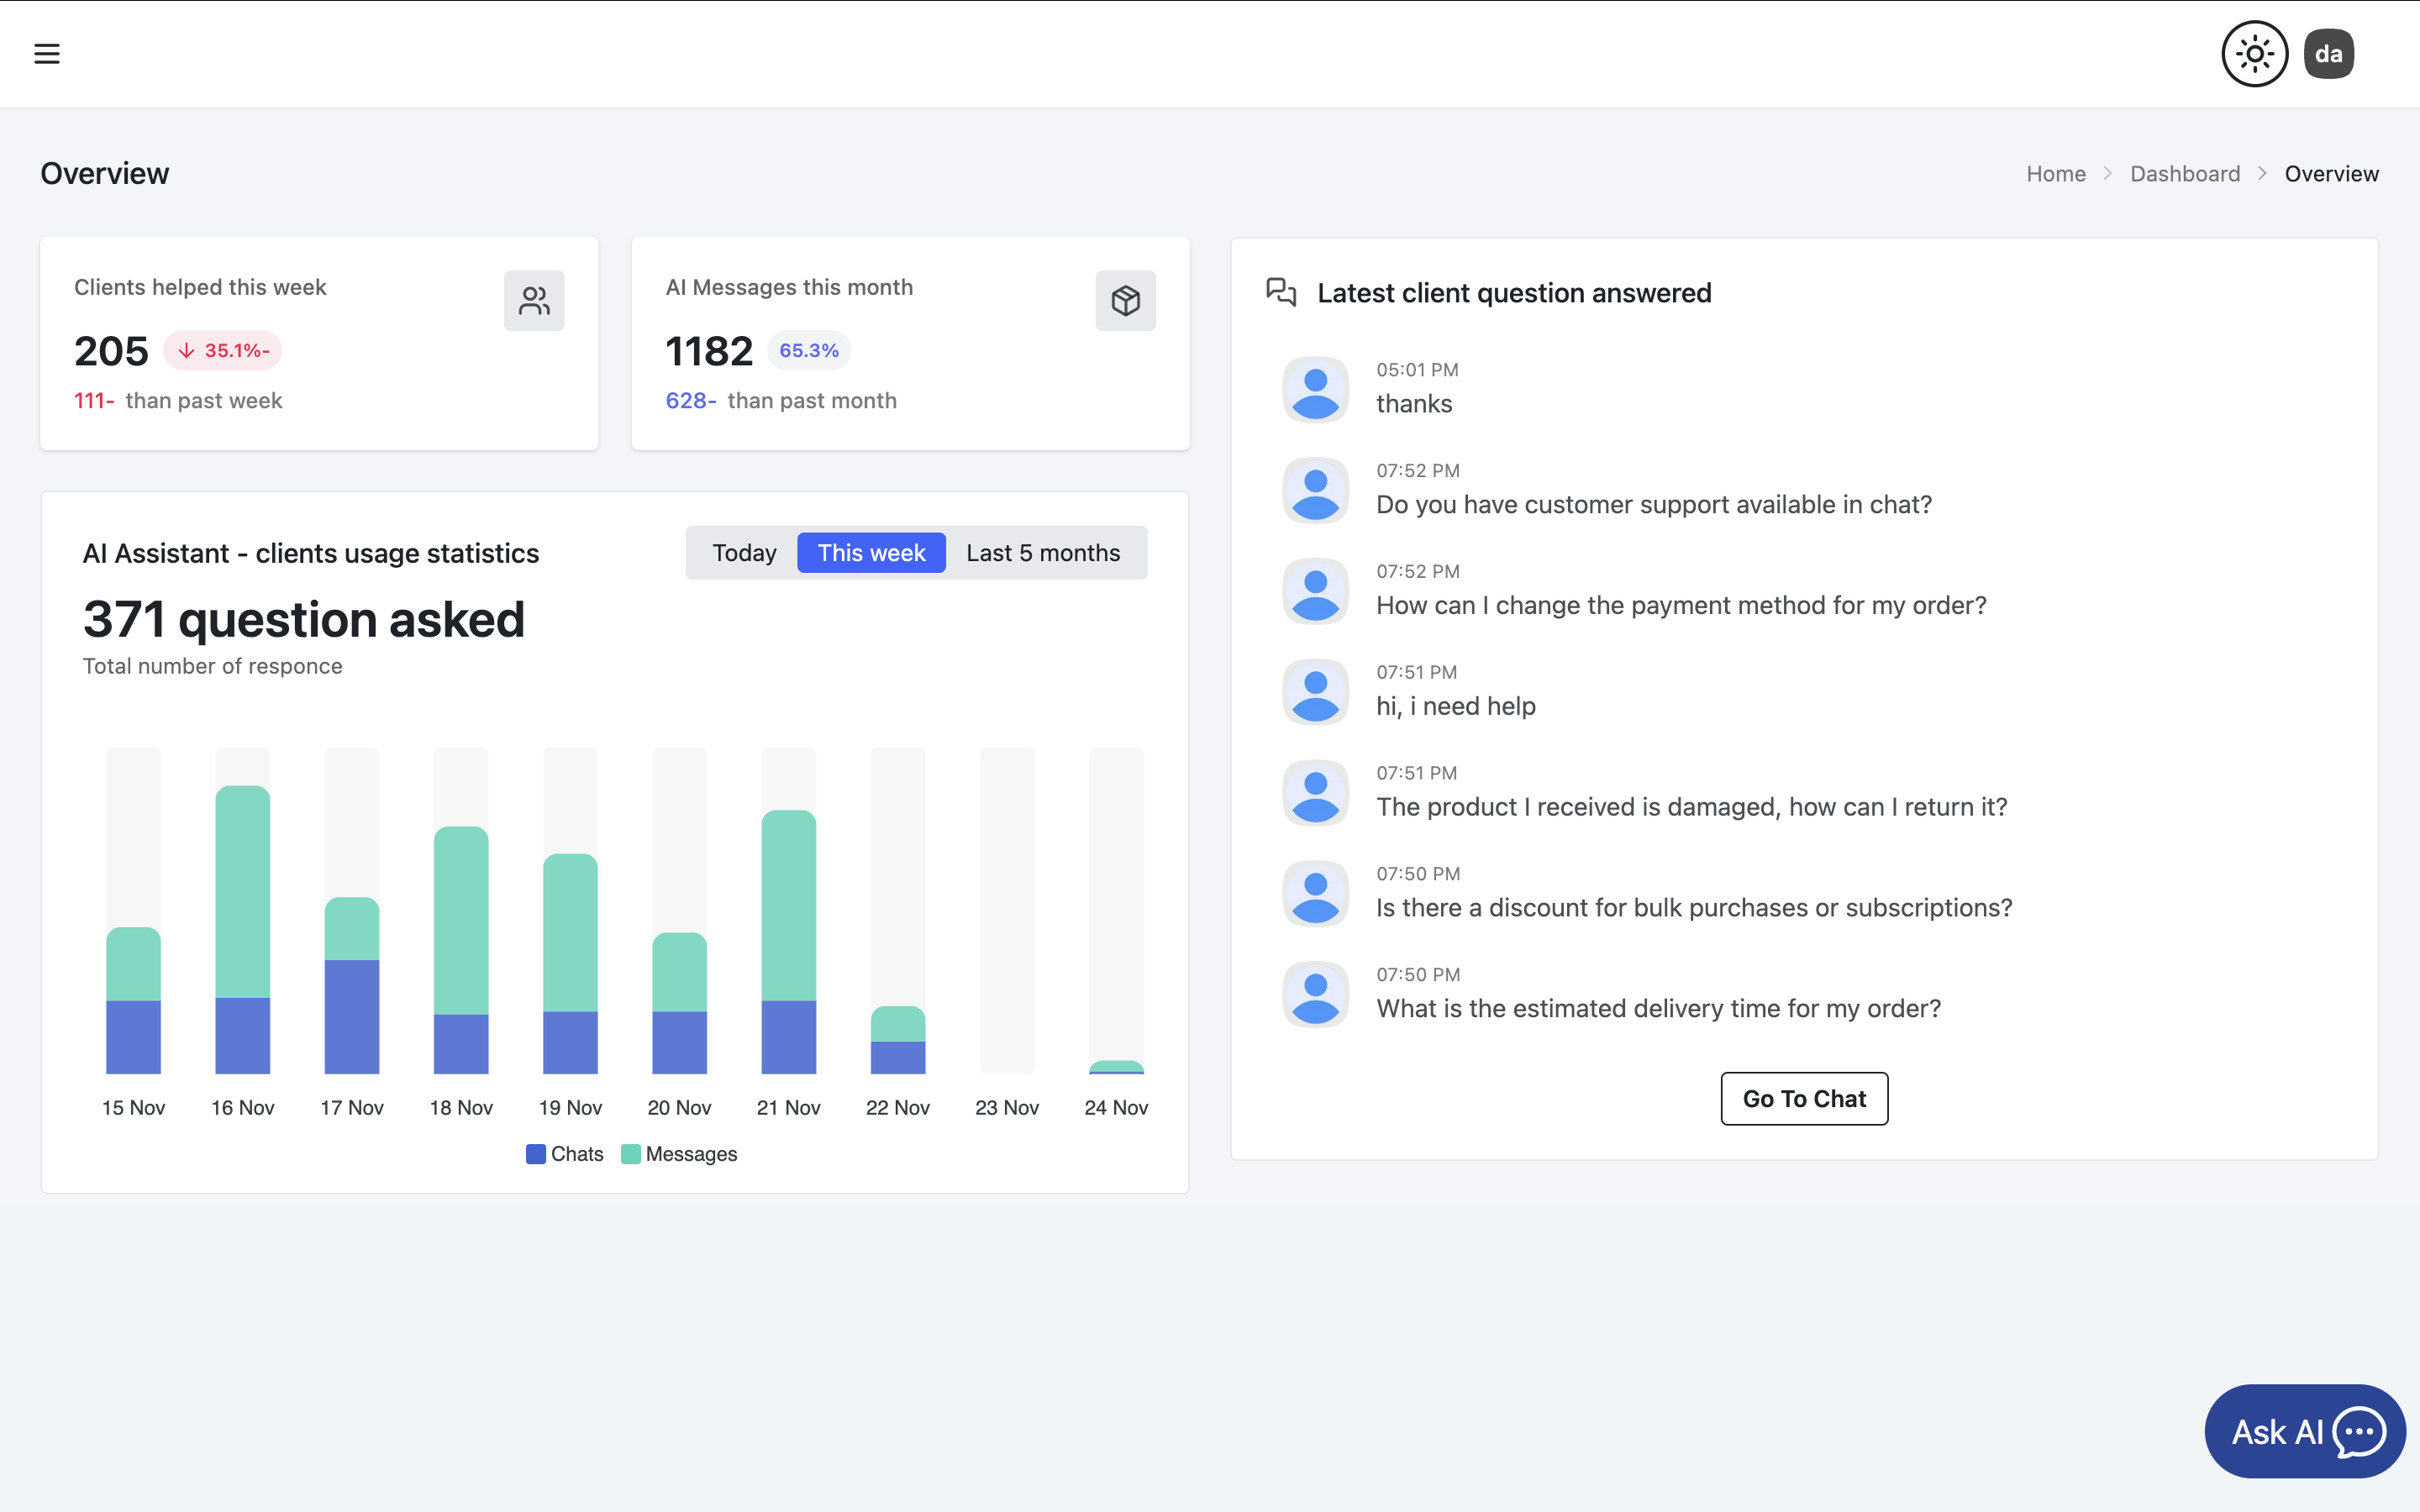 da
Overview
Home > Dashboard > Overview
Clients helped this week
205 ↓ 35.1%-
111- than past week
AI Messages this month
1182 65.3%
628- than past month
AI Assistant - clients usage statistics
Today This week Last 5 months
371 question asked
Total number of responce
15 Nov 16 Nov 17 Nov 18 Nov 19 Nov 20 Nov 21 Nov 22 Nov 23 Nov 24 Nov
Chats Messages
Latest client question answered
05:01 PM
thanks
07:52 PM
Do you have customer support available in chat?
07:52 PM
How can I change the payment method for my order?
07:51 PM
hi, i need help
07:51 PM
The product I received is damaged, how can I return it?
07:50 PM
Is there a discount for bulk purchases or subscriptions?
07:50 PM
What is the estimated delivery time for my order?
Go To Chat
Ask AI